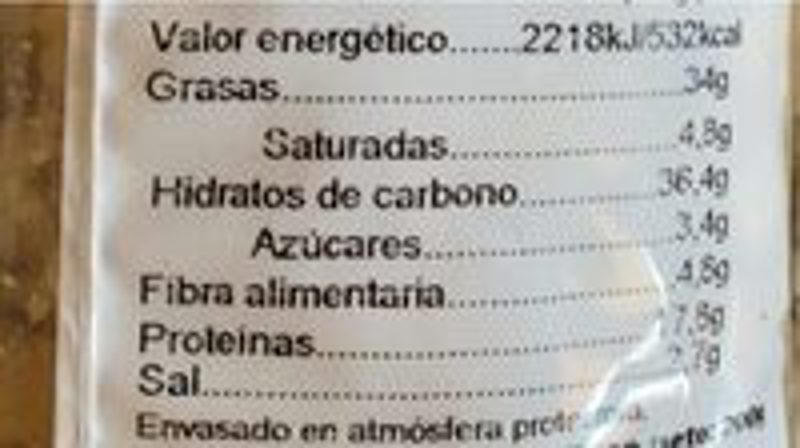 Valor energético.......2218kJ/532kcal
Grasas.......34g
Saturadas.......4,8g
Hidratos de carbono.......36,4g
Azúcares.......3,4g
Fibra alimentaria.......4,8g
Proteínas.......
Sal.......
Envasado en atmósfera